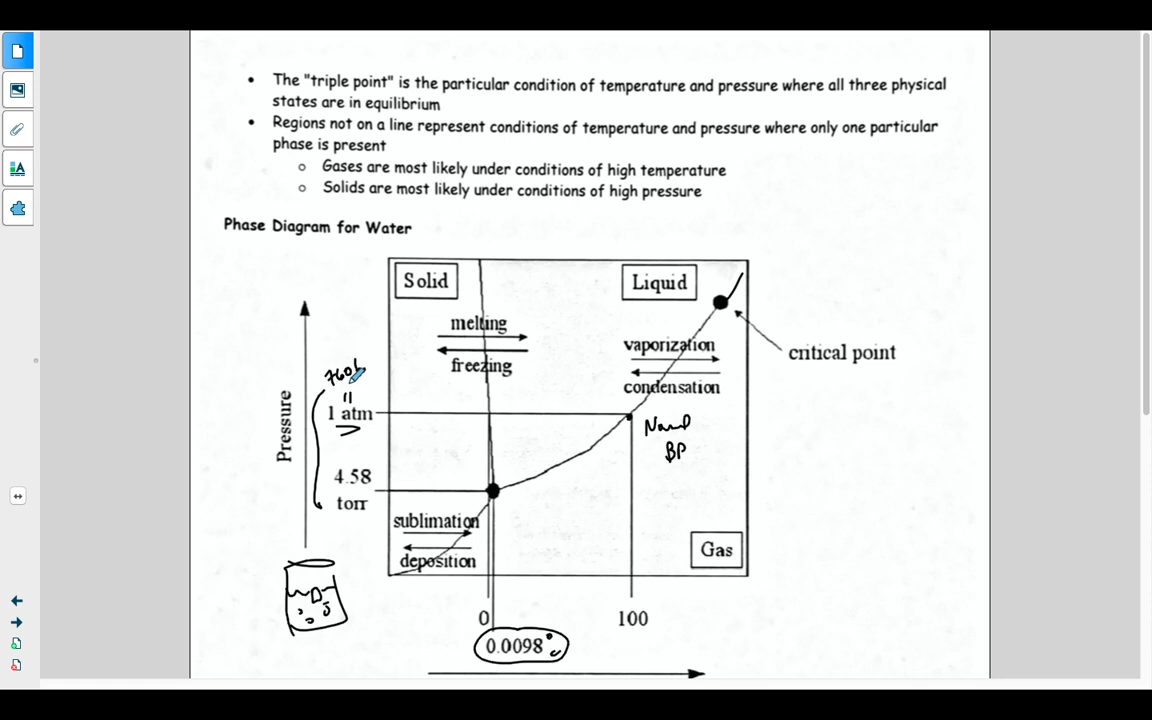 • The "triple point" is the particular condition of temperature and pressure where all three physical
states are in equilibrium
• Regions not on a line represent conditions of temperature and pressure where only one particular
phase is present
o Gases are most likely under conditions of high temperature
o Solids are most likely under conditions of high pressure
Phase Diagram for Water
Solid
Liquid
melting
freezing
vaporization
condensation
critical point
760
"
1 atm
BP
Pressure
4.58
torr
sublimation
deposition
Gas
0
100
0.0098°C